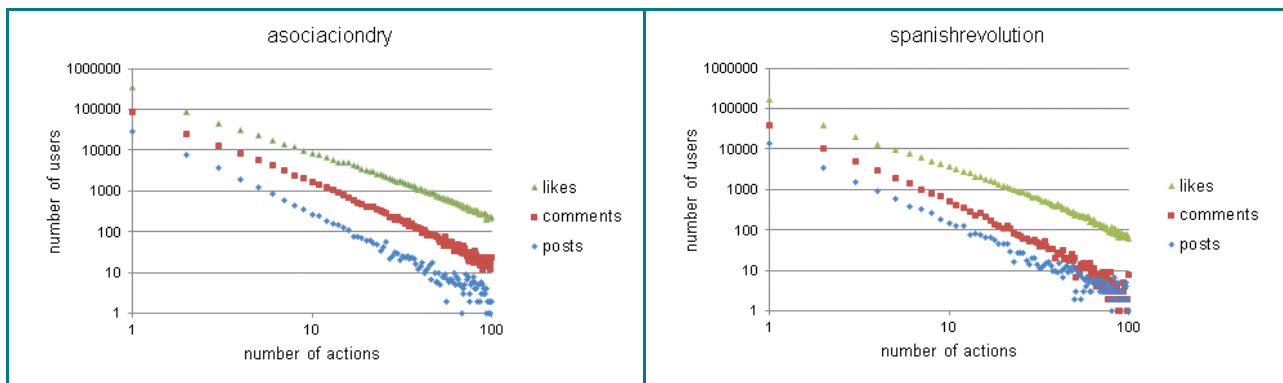 asociaciondry
1000000
100000
10000
1000
100
10
1
number of users
1 10 100
number of actions
likes
comments
posts
spanishrevolution
1000000
100000
10000
1000
100
10
1
number of users
1 10 100
number of actions
likes
comments
posts